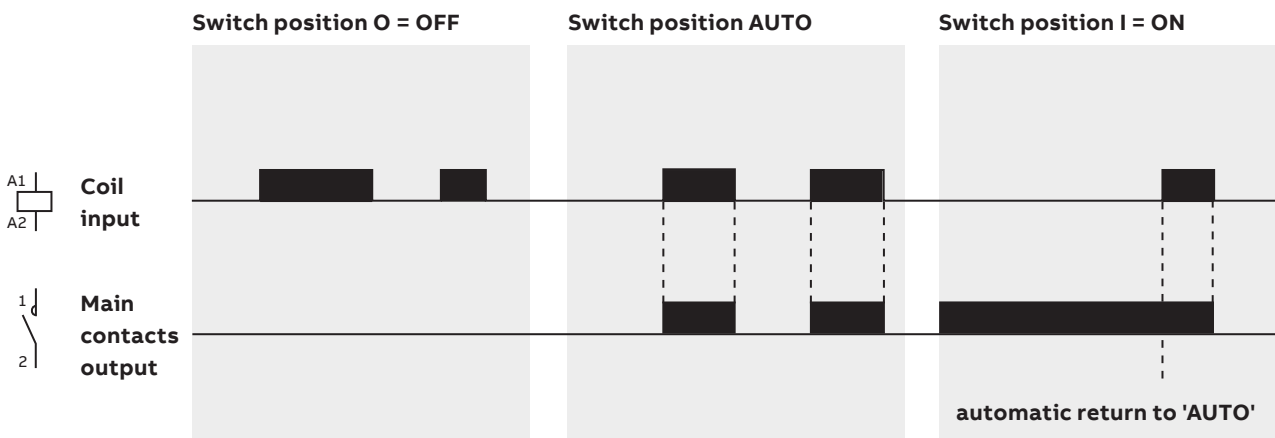 Switch position O = OFF
Switch position AUTO
Switch position I = ON
A1
A2
Coil
input
1
2
Main
contacts
output
automatic return to 'AUTO'